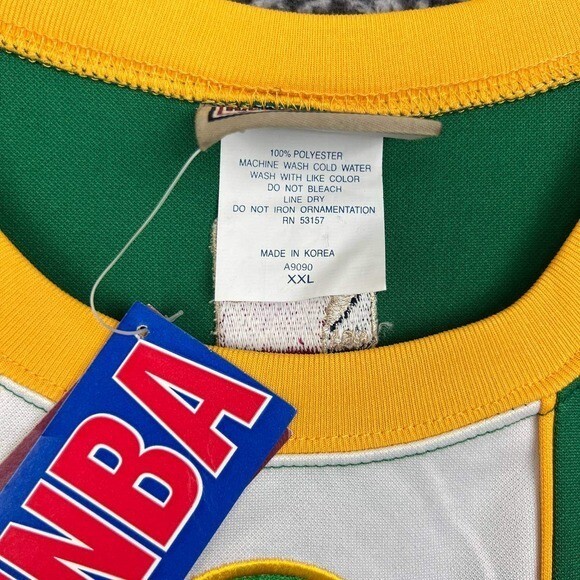 100% POLYESTER
MACHINE WASH COLD WATER
WASH WITH LIKE COLOR
DO NOT BLEACH
LINE DRY
DO NOT IRON ORNAMENTATION
RN 53157
MADE IN KOREA
A9090
XXL
NBA